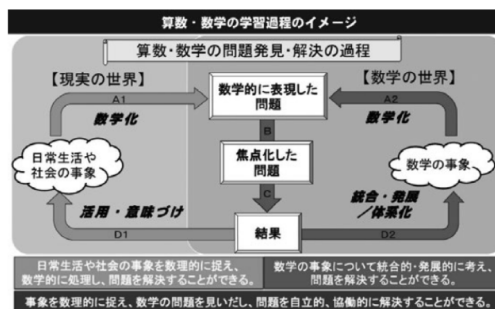 算数・数学の学習過程のイメージ
算数・数学の問題発見・解決の過程
【現実の世界】
【数学の世界】
A1
数学的に表現した
問題
A2
数学化
数学化
B
日常生活や
社会の事象
焦点化した
問題
数学の事象
C
活用・意味づけ
統合・発展
／体系化
D1
結果
D2
日常生活や社会の事象を数理的に捉え、
数学的に処理し、問題を解決することができる。
数学の事象について統合的・発展的に考え、
問題を解決することができる。
事象を数理的に捉え、数学の問題を見いだし、問題を自立的、協働的に解決することができる。